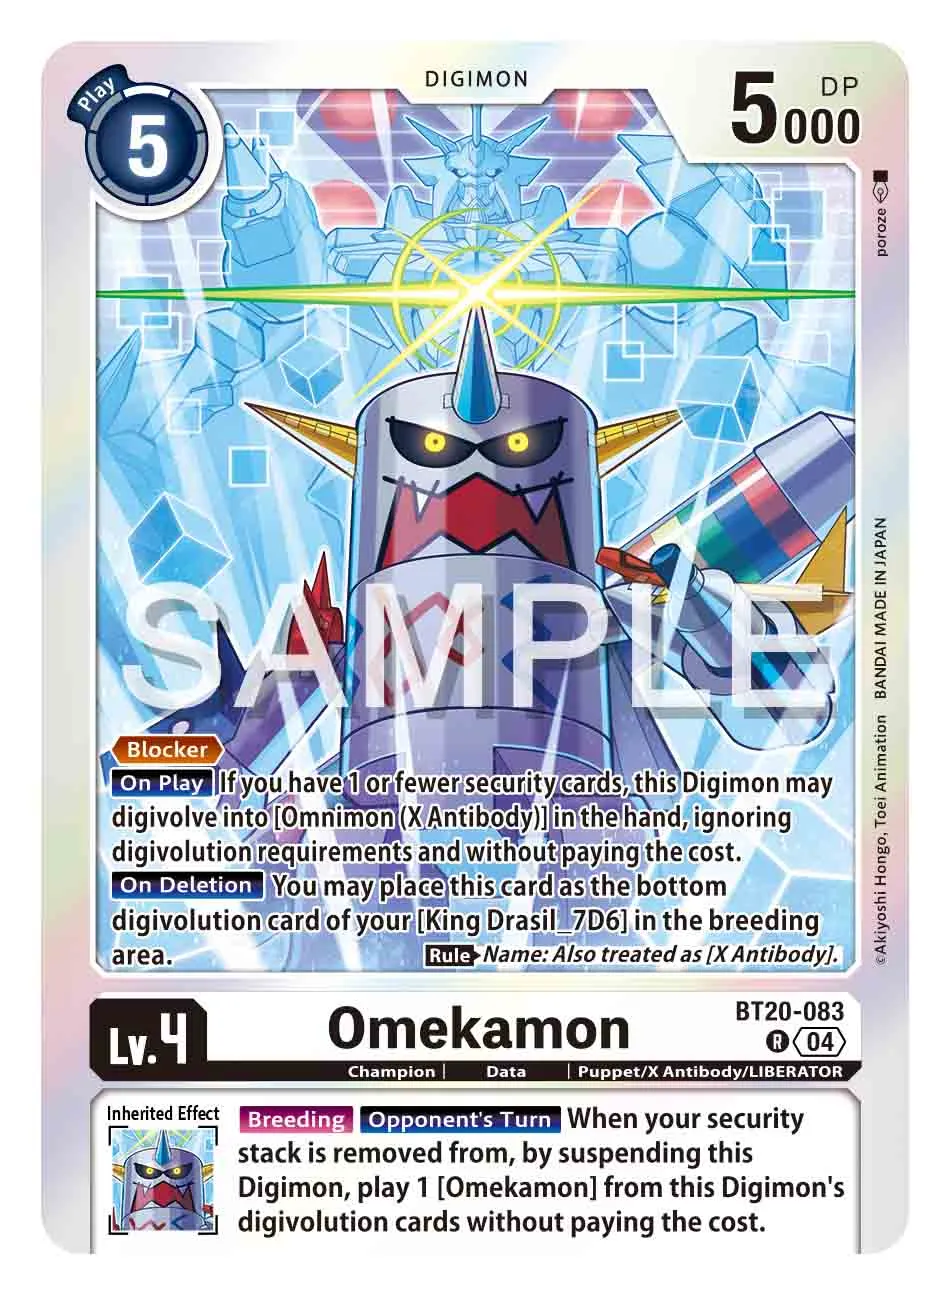 DIGIMON
Play
5
DP
5000
poroze
SAMPLE
Blocker
On Play If you have 1 or fewer security cards, this Digimon may
digivolve into [Omnimon (X Antibody)] in the hand, ignoring
digivolution requirements and without paying the cost.
On Deletion You may place this card as the bottom
digivolution card of your [King Drasil_7D6] in the breeding
area. Rule Name: Also treated as [X Antibody].
©Akiyoshi Hongo, Toei Animation BANDAI MADE IN JAPAN
Lv.4
Omekamon
BT20-083
R 04
Champion | Data | Puppet/X Antibody/LIBERATOR
Inherited Effect
Breeding Opponent's Turn When your security
stack is removed from, by suspending this
Digimon, play 1 [Omekamon] from this Digimon's
digivolution cards without paying the cost.